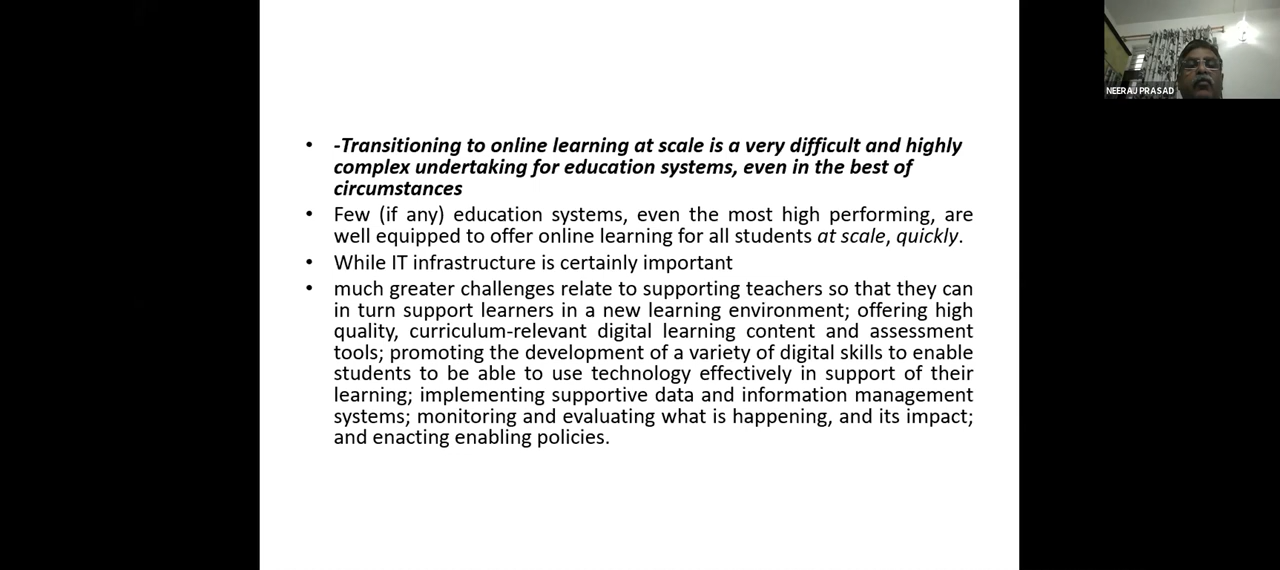 • -Transitioning to online learning at scale is a very difficult and highly
complex undertaking for education systems, even in the best of
circumstances
• Few (if any) education systems, even the most high performing, are
well equipped to offer online learning for all students at scale, quickly.
• While IT infrastructure is certainly important
• much greater challenges relate to supporting teachers so that they can
in turn support learners in a new learning environment; offering high
quality, curriculum-relevant digital learning content and assessment
tools; promoting the development of a variety of digital skills to enable
students to be able to use technology effectively in support of their
learning; implementing supportive data and information management
systems; monitoring and evaluating what is happening, and its impact;
and enacting enabling policies.
NEERAJ PRASAD